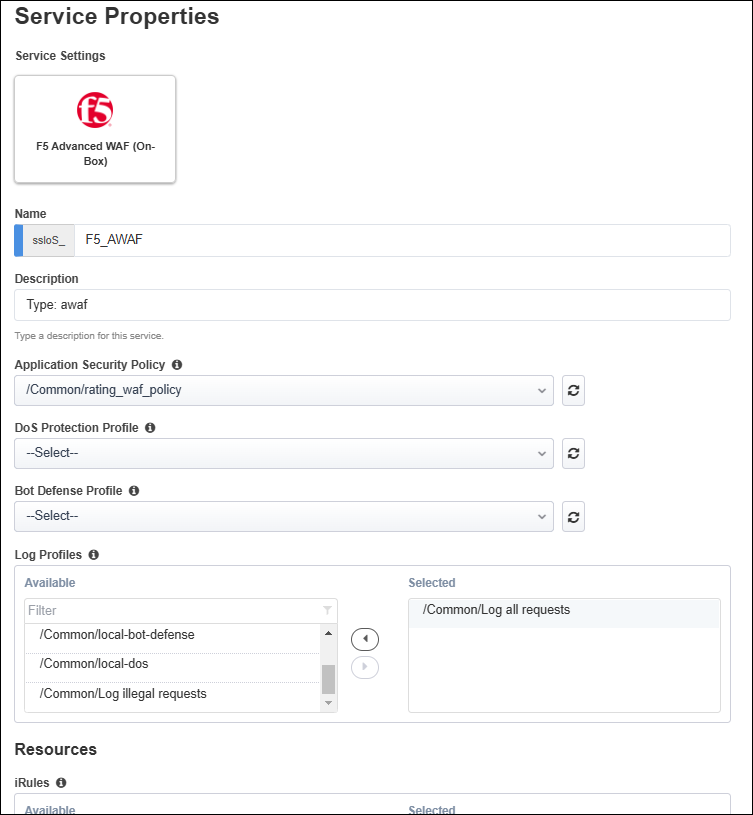 Service Properties
Service Settings
f5
F5 Advanced WAF (On-
Box)
Name
ssloS_ F5_AWAF
Description
Type: awaf
Type a description for this service.
Application Security Policy
/Common/rating_waf_policy
DoS Protection Profile
--Select--
Bot Defense Profile
--Select--
Log Profiles
Available Selected
Filter /Common/Log all requests
/Common/local-bot-defense
/Common/local-dos
/Common/Log illegal requests
Resources
iRules
Available Selected